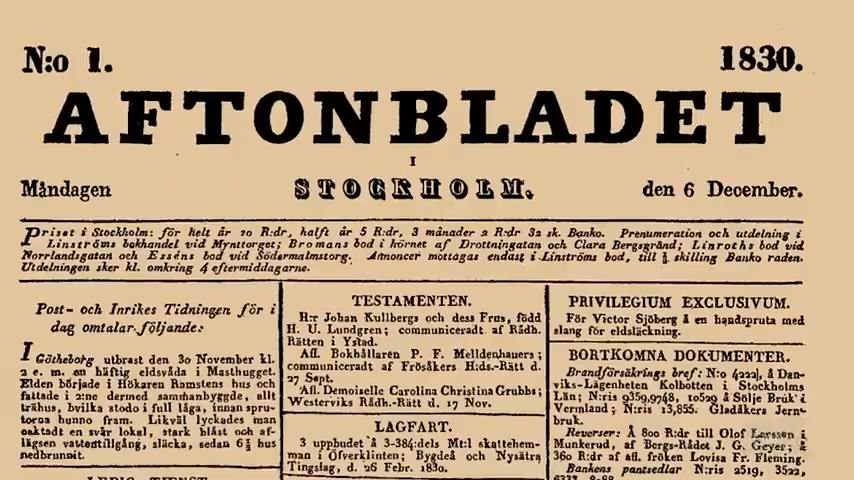 N:o 1.
1830.
AFTONBLADET
I
STOCKHOLM.
Måndagen
den 6 December.
Priset i Stockholm: för helt år 10 R:dr, halft år 5 R:dr, 3 månader 2 R:dr 32 sk. Banko. Prenumeration och utdelning i
Linströms bokhandel vid Mynttorget; Bromans bod i hörnet af Drottningatan och Clara Bergsgränd; Linroths bod vid
Norrlandsgatan och Esséns bod vid Södermalmstorg. Annoncer mottagas endast i Linströms bod, till skilling Banko raden.
Utdelningen sker kl. omkring 4 eftermiddagarne.
Post- och Inrikes Tidningen för i
dag omtalar följande:
I Götheborg utbrast den 30 November kl.
2 e. m. en häftig eldsvåda i Masthugget.
Elden började i Hökaren Ramstens hus och
fattade i 2:ne dermed samanbyggde, allt
trähus, hvilka stodo i full låga, innan spru-
torna hunno fram. Likväl lyckades man
oaktadt en svår lokal, stark blåst och af-
lägsen vattentillgång, släcka, sedan 6½ hus
nedbrunnit.
LEDIG TJENST
TESTAMENTEN.
H:r Johan Kullbergs och dess Frus, född
H. U. Lundgren; communiceradt af Rådh.
Rätten i Ystad.
Afl. Bokhållaren P. F. Melldenhauers;
communiceradt af Frösåkers H:ds.-Rätt d.
27 Sept.
Afl. Demoiselle Carolina Christina Grubbs;
Westerviks Rådh.-Rätt d. 17 Nov.
LAGFART.
3 uppbudet å 3-384:dels Mt:l skattehem-
man i Öfverklinten; Bygdeå och Nysätra
Tingslag, d. 26 Febr. 1830.
PRIVILEGIUM EXCLUSIVUM.
För Victor Sjöberg å en handspruta med
slang för eldsläckning.
BORTKOMNA DOKUMENTER.
Brandförsäkrings bref: N:o 4222, å Dan-
viks-Lägenheten Kolbotten i Stockholms
Län; N:ris 9359,9748, 10529 å Sölje Bruk i
Vermland; N:ris 13,855. Gladåkers Jern-
bruk.
Reverser: Å 800 R:dr till Olof Larsson i
Munkerud, af Bergs-Rådet J. G. Geyer; å
360 R:dr af afl. fröken Lovisa Fr. Fleming.
Bankens pantsedlar N:ris 2519, 3522,